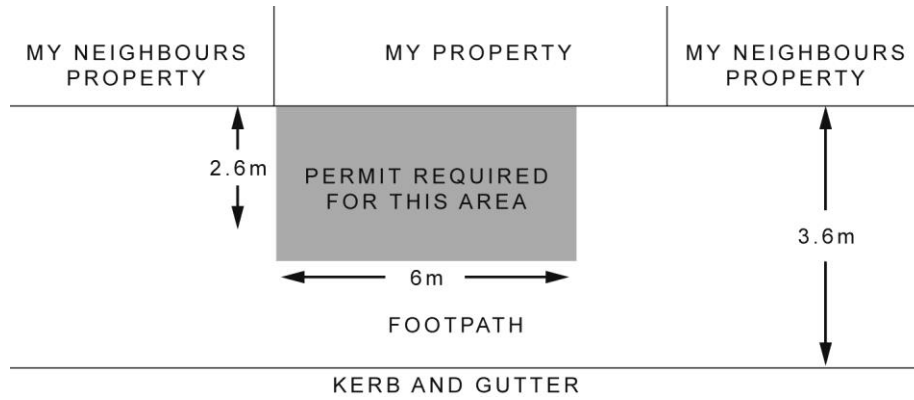 MY NEIGHBOURS
PROPERTY
MY PROPERTY
MY NEIGHBOURS
PROPERTY
2.6m
PERMIT REQUIRED
FOR THIS AREA
3.6m
6m
FOOTPATH
KERB AND GUTTER